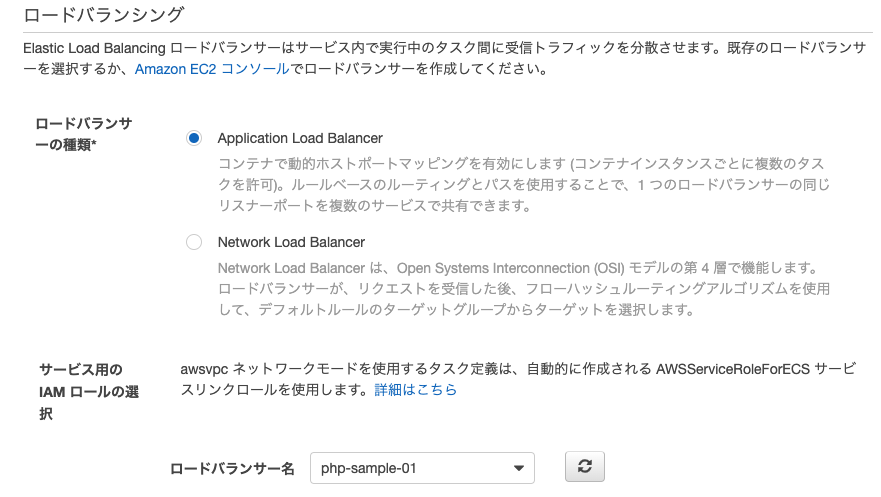 ロードバランシング
Elastic Load Balancing ロードバランサーはサービス内で実行中のタスク間に受信トラフィックを分散させます。既存のロードバランサ
ーを選択するか、Amazon EC2 コンソールでロードバランサーを作成してください。
ロードバランサ
ーの種類*
Application Load Balancer
コンテナで動的ホストポートマッピングを有効にします (コンテナインスタンスごとに複数のタス
クを許可)。ルールベースのルーティングとパスを使用することで、1 つのロードバランサーの同じ
リスナーポートを複数のサービスで共有できます。
Network Load Balancer
Network Load Balancer は、Open Systems Interconnection (OSI) モデルの第 4 層で機能します。
ロードバランサーが、リクエストを受信した後、フローハッシュルーティングアルゴリズムを使用
して、デフォルトルールのターゲットグループからターゲットを選択します。
サービス用の
IAM ロールの選
択
awsvpc ネットワークモードを使用するタスク定義は、自動的に作成される AWSServiceRoleForECS サービ
スリンクロールを使用します。詳細はこちら
ロードバランサー名
php-sample-01